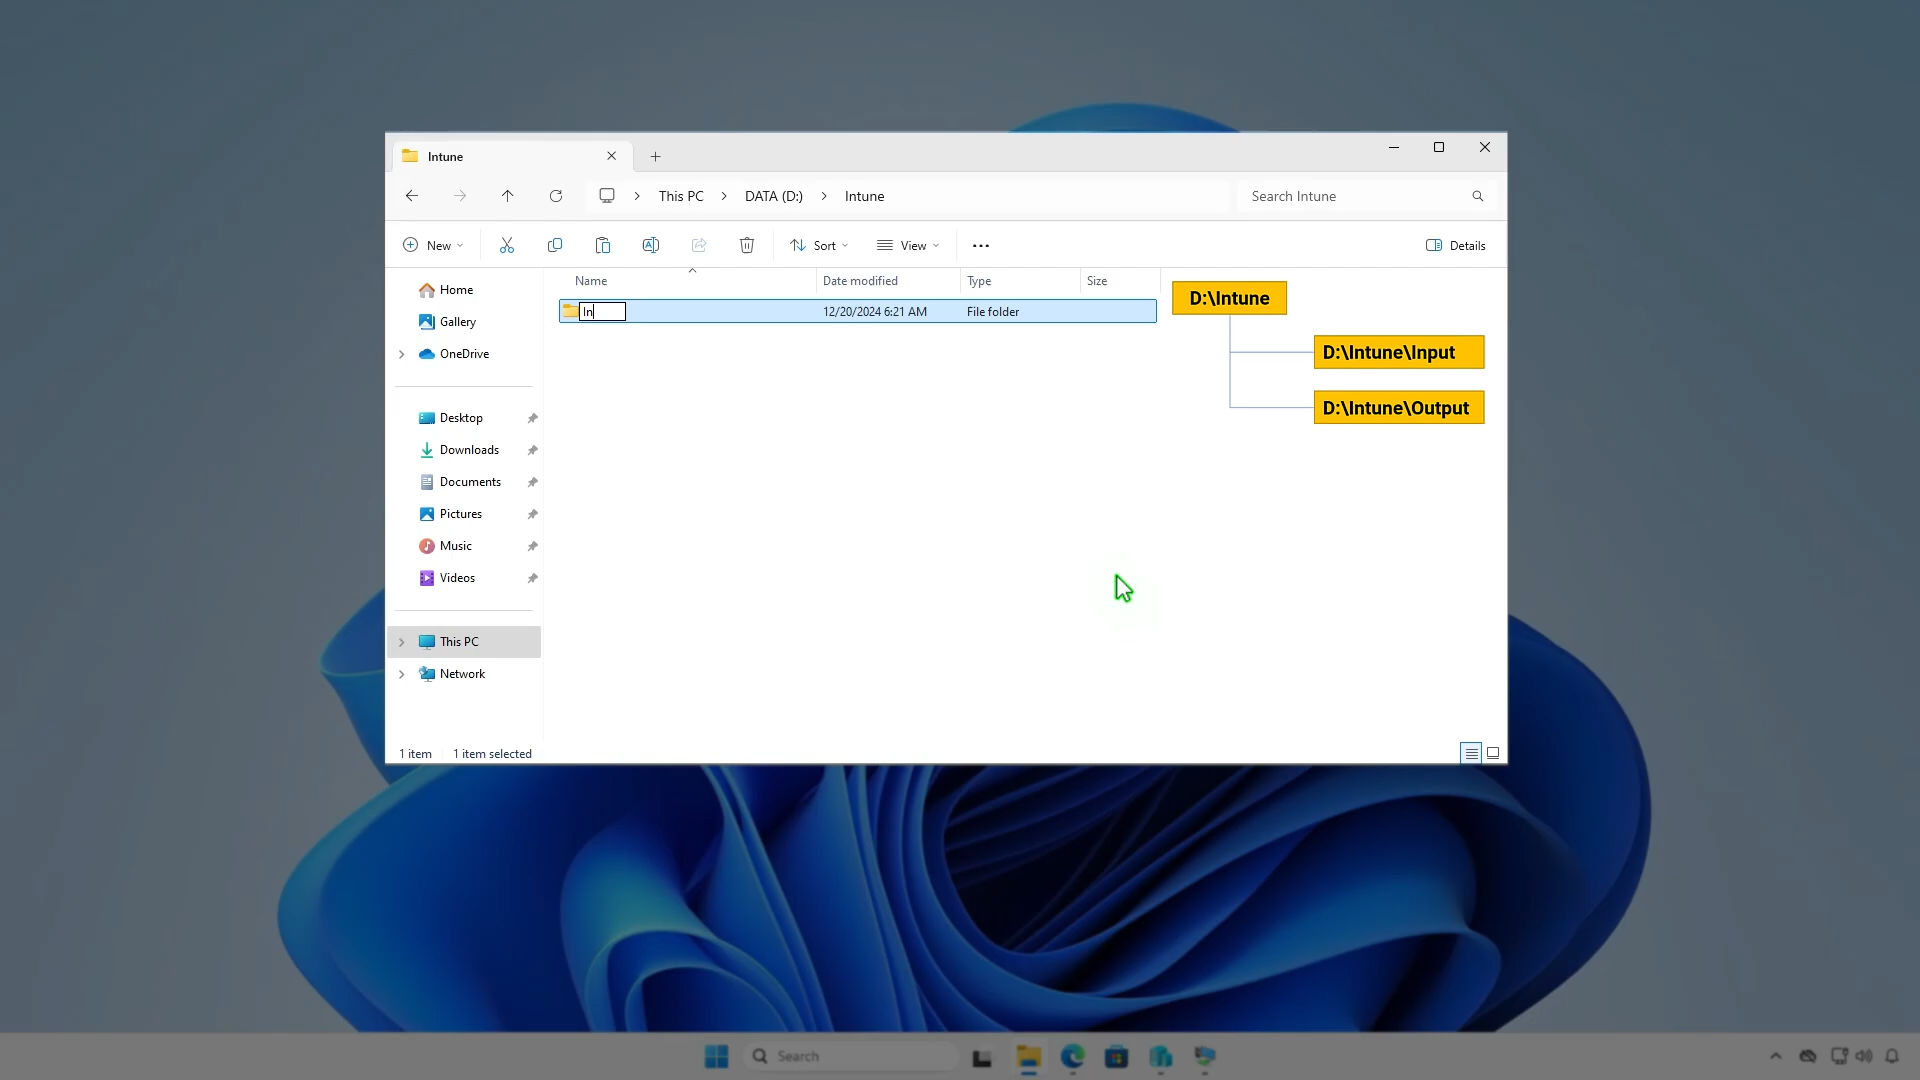 Intune
This PC
DATA (D:)
Intune
Search Intune
New
Sort
View
Details
Name
Date modified
Type
Size
Home
Gallery
OneDrive
Desktop
Downloads
Documents
Pictures
Music
Videos
This PC
Network
In
12/20/2024 6:21 AM
File folder
D:\Intune
D:\Intune\Input
D:\Intune\Output
1 item
1 item selected
Search